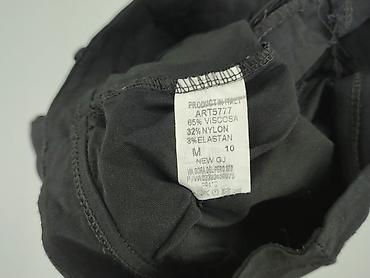 PRODUCT IN ITALY
ART5777
65% VISCOSA
32% NYLON
3% ELASTAN
M 10
NEW GJ